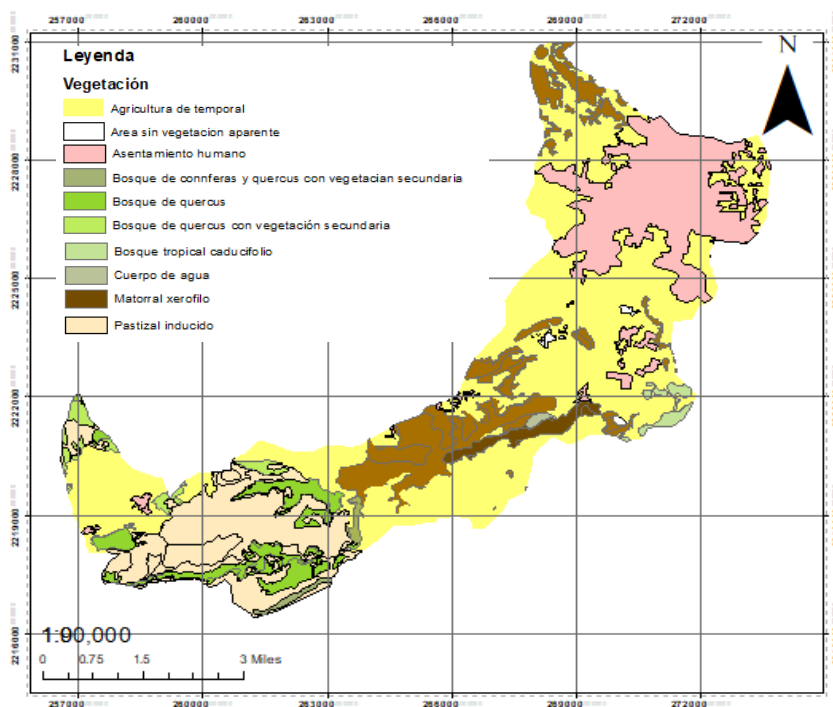 257000 260000 263000 266000 269000 272000
2231000
2228000
2225000
2222000
2219000
2216000
N
Leyenda
Vegetación
Agricultura de temporal
Area sin vegetacion aparente
Asentamiento humano
Bosque de connferas y quercus con vegetacian secundaria
Bosque de quercus
Bosque de quercus con vegetación secundaria
Bosque tropical caducifolio
Cuerpo de agua
Matorral xerofilo
Pastizal inducido
1:90,000
0 0.75 1.5 3 Miles
257000 260000 263000 266000 269000 272000